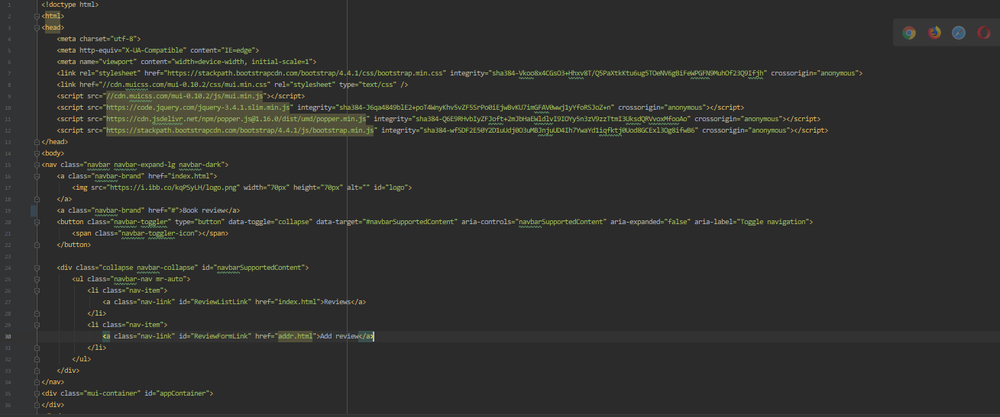 1 <!doctype html>
2 <html>
3 <head>
4 <meta charset="utf-8">
5 <meta http-equiv="X-UA-Compatible" content="IE=edge">
6 <meta name="viewport" content="width=device-width, initial-scale=1">
7 <link rel="stylesheet" href="https://stackpath.bootstrapcdn.com/bootstrap/4.4.1/css/bootstrap.min.css" integrity="sha384-Vkoo8x4CGsO3+Hhxv8T/Q5PaXtkKtu6ug5TOeNV6gBiFeWPGFN9MuhOf23Q9Ifjh" crossorigin="anonymous">
8 <link href="//cdn.muicss.com/mui-0.10.2/css/mui.min.css" rel="stylesheet" type="text/css" />
9 <script src="//cdn.muicss.com/mui-0.10.2/js/mui.min.js"></script>
10 <script src="https://code.jquery.com/jquery-3.4.1.slim.min.js" integrity="sha384-J6qa4849blE2+poT4WnyKhv5vZF5SrPo0iEjwBvKU7imGFAV0wwj1yYfoRSJoZ+n" crossorigin="anonymous"></script>
11 <script src="https://cdn.jsdelivr.net/npm/popper.js@1.16.0/dist/umd/popper.min.js" integrity="sha384-Q6E9RHvbIyZFJoft+2mJbHaEWldlvI9IOYy5n3zV9zzTtmI3UksdQRVvoxMfooAo" crossorigin="anonymous"></script>
12 <script src="https://stackpath.bootstrapcdn.com/bootstrap/4.4.1/js/bootstrap.min.js" integrity="sha384-wfSDF2E50Y2D1uUdj0O3uMBJnjuUD4Ih7YwaYd1iqfktj0Uod8GCExl3Og8ifwB6" crossorigin="anonymous"></script>
13 </head>
14 <body>
15 <nav class="navbar navbar-expand-lg navbar-dark">
16 <a class="navbar-brand" href="index.html">
17 <img src="https://i.ibb.co/kqPSyLH/logo.png" width="70px" height="70px" alt="" id="logo">
18 </a>
19 <a class="navbar-brand" href="#">Book review</a>
20 <button class="navbar-toggler" type="button" data-toggle="collapse" data-target="#navbarSupportedContent" aria-controls="navbarSupportedContent" aria-expanded="false" aria-label="Toggle navigation">
21 <span class="navbar-toggler-icon"></span>
22 </button>
23
24 <div class="collapse navbar-collapse" id="navbarSupportedContent">
25 <ul class="navbar-nav mr-auto">
26 <li class="nav-item">
27 <a class="nav-link" id="ReviewListLink" href="index.html">Reviews</a>
28 </li>
29 <li class="nav-item">
30 <a class="nav-link" id="ReviewFormLink" href="addr.html">Add review</a>
31 </li>
32 </ul>
33 </div>
34 </nav>
35 <div class="mui-container" id="appContainer">
36 </div>